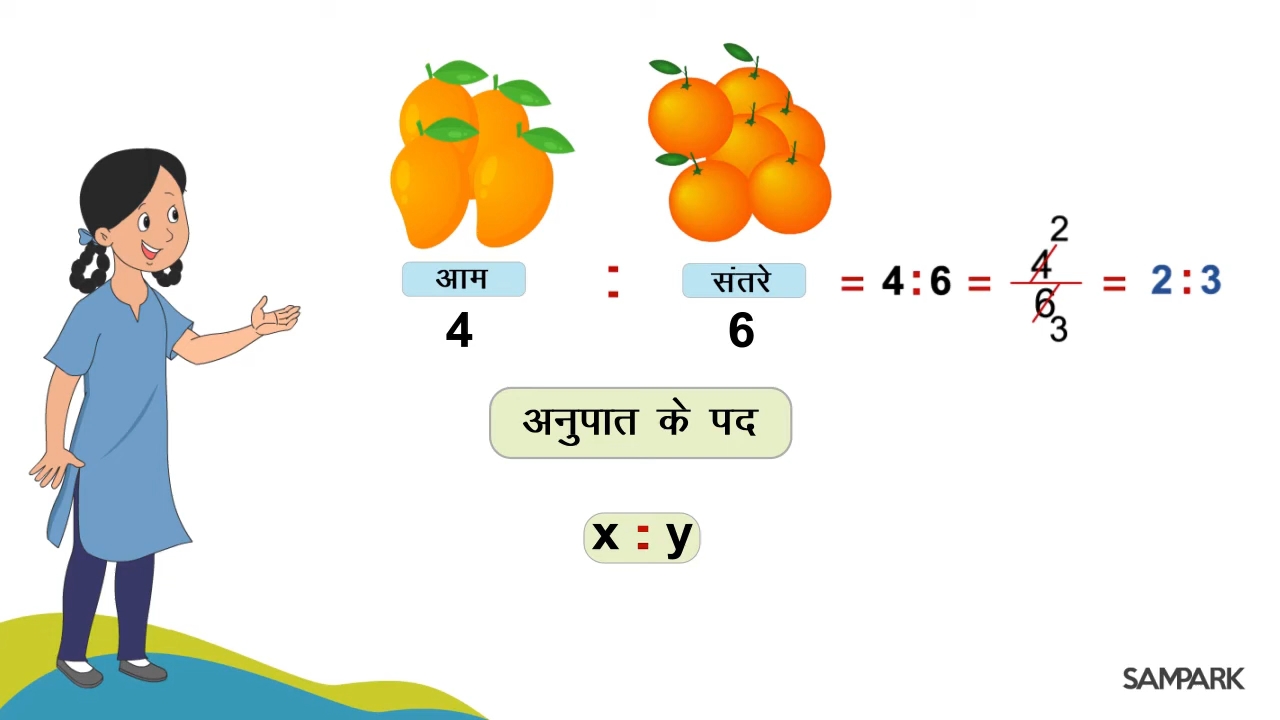 आम : संतरे = 4:6 = 4/6 = 2:3
2
3
4 6
अनुपात के पद
x : y
SAMPARK